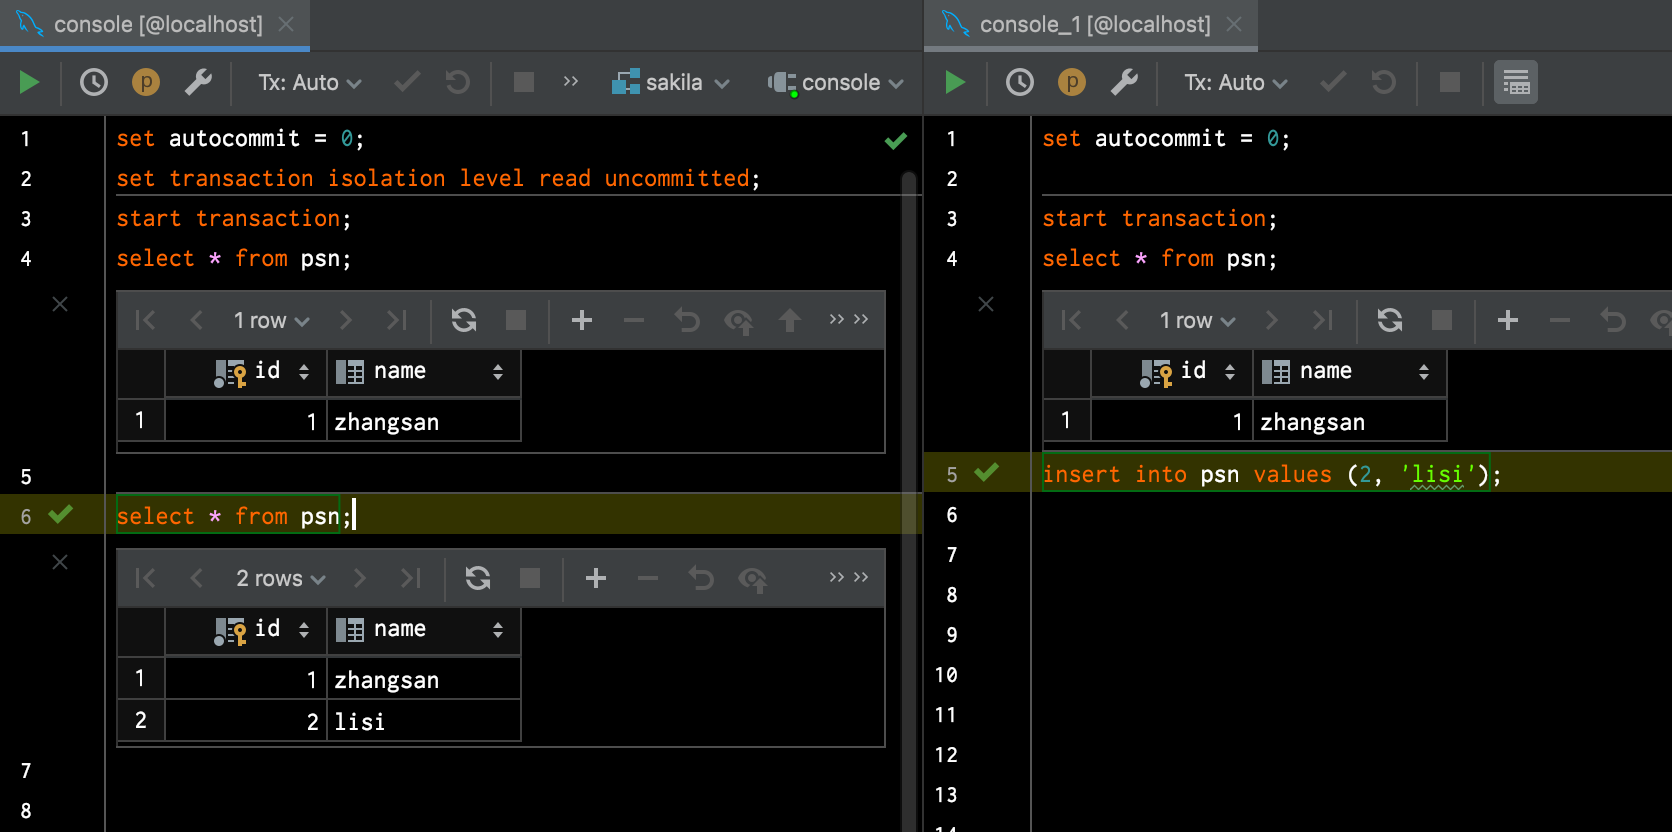 console [@localhost]
Tx: Auto
sakila
console
1 set autocommit = 0;
2 set transaction isolation level read uncommitted;
3 start transaction;
4 select * from psn;
1 row
id name
1 1 zhangsan
5
6 select * from psn;
2 rows
id name
1 1 zhangsan
2 2 lisi
7
8
console_1 [@localhost]
Tx: Auto
1 set autocommit = 0;
2
3 start transaction;
4 select * from psn;
1 row
id name
1 1 zhangsan
5 insert into psn values (2, 'lisi');
6
7
8
9
10
11
12
13
14